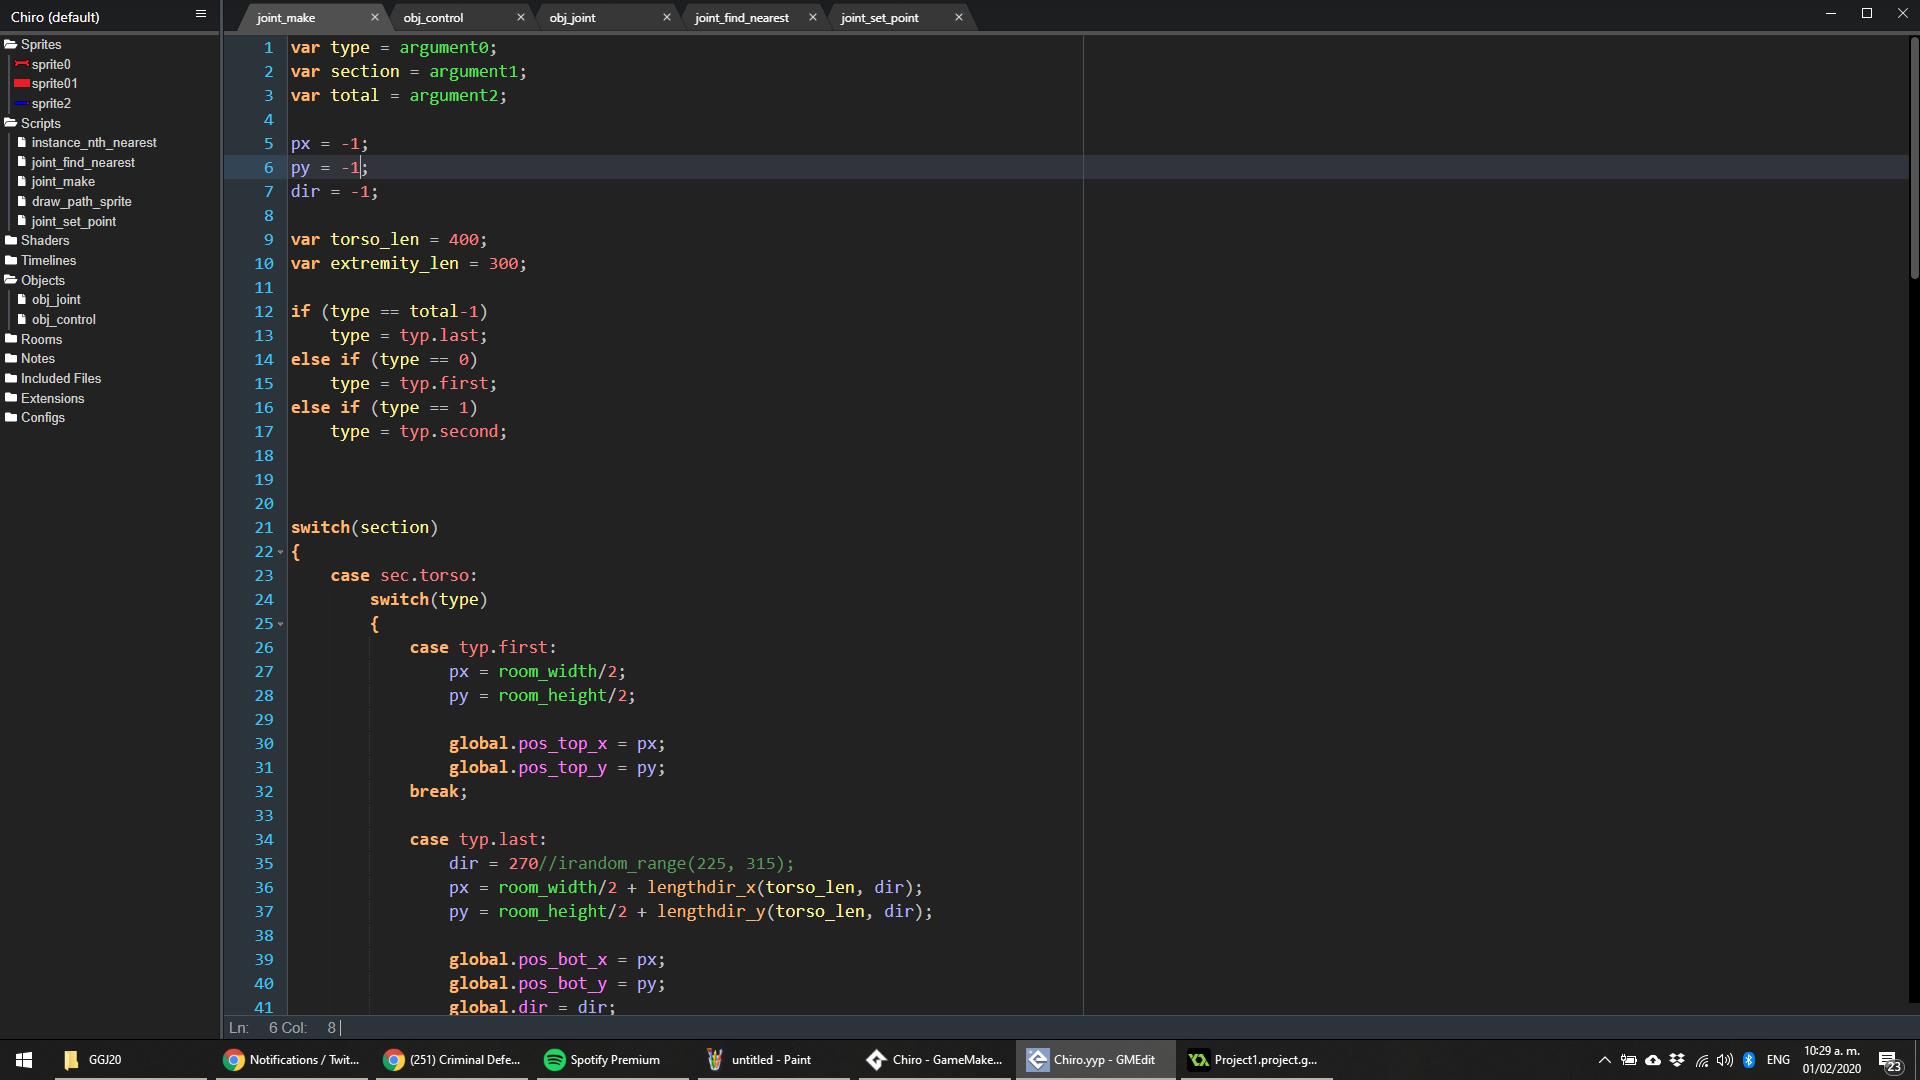 Chiro (default)
joint_make
obj_control
obj_joint
joint_find_nearest
joint_set_point
Sprites
sprite0
sprite01
sprite2
Scripts
instance_nth_nearest
joint_find_nearest
joint_make
draw_path_sprite
joint_set_point
Shaders
Timelines
Objects
obj_joint
obj_control
Rooms
Notes
Included Files
Extensions
Configs
1 var type = argument0;
2 var section = argument1;
3 var total = argument2;
4
5 px = -1;
6 py = -1;
7 dir = -1;
8
9 var torso_len = 400;
10 var extremity_len = 300;
11
12 if (type == total-1)
13 type = typ.last;
14 else if (type == 0)
15 type = typ.first;
16 else if (type == 1)
17 type = typ.second;
18
19
20
21 switch(section)
22 {
23 case sec.torso:
24 switch(type)
25 {
26 case typ.first:
27 px = room_width/2;
28 py = room_height/2;
29
30 global.pos_top_x = px;
31 global.pos_top_y = py;
32 break;
33
34 case typ.last:
35 dir = 270//irandom_range(225, 315);
36 px = room_width/2 + lengthdir_x(torso_len, dir);
37 py = room_height/2 + lengthdir_y(torso_len, dir);
38
39 global.pos_bot_x = px;
40 global.pos_bot_y = py;
41 global.dir = dir;
Ln: 6 Col: 8
GGJ20
Notifications / Twit...
(251) Criminal Defe...
Spotify Premium
untitled - Paint
Chiro - GameMake...
Chiro.yyp - GMEdit
Project1.project.g...
ENG
10:29 a. m.
01/02/2020
23